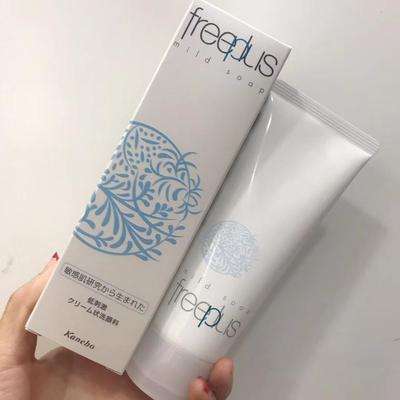 freeplus
mild soap
敏感肌研究から生まれた
低刺激
クリーム状洗顔料
Kanebo
mild soap
freeplus